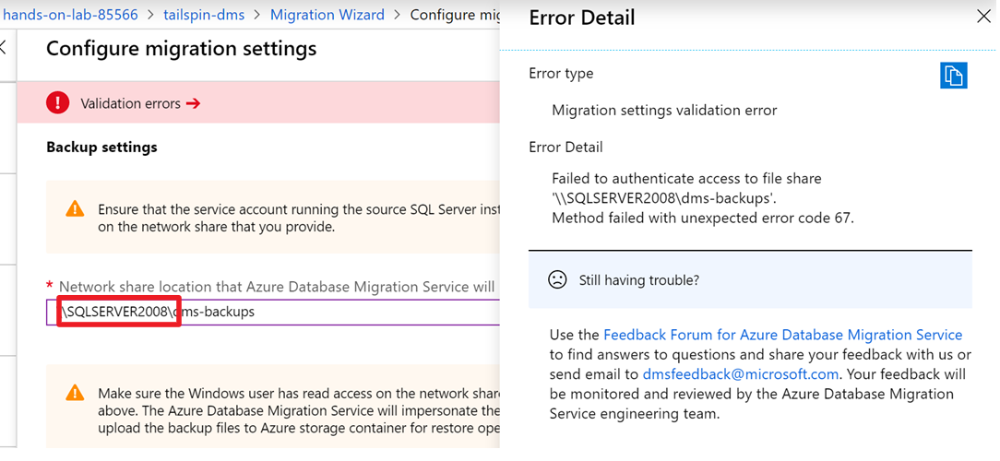 hands-on-lab-85566 > tailspin-dms > Migration Wizard > Configure mig
Configure migration settings
Validation errors →
Backup settings
Ensure that the service account running the source SQL Server inst
on the network share that you provide.
* Network share location that Azure Database Migration Service will
\SQLSERVER2008\dms-backups
Make sure the Windows user has read access on the network shar
above. The Azure Database Migration Service will impersonate the
upload the backup files to Azure storage container for restore ope
Error Detail
Error type
Migration settings validation error
Error Detail
Failed to authenticate access to file share
'\\SQLSERVER2008\dms-backups'.
Method failed with unexpected error code 67.
Still having trouble?
Use the Feedback Forum for Azure Database Migration Service
to find answers to questions and share your feedback with us or
send email to dmsfeedback@microsoft.com. Your feedback will
be monitored and reviewed by the Azure Database Migration
Service engineering team.